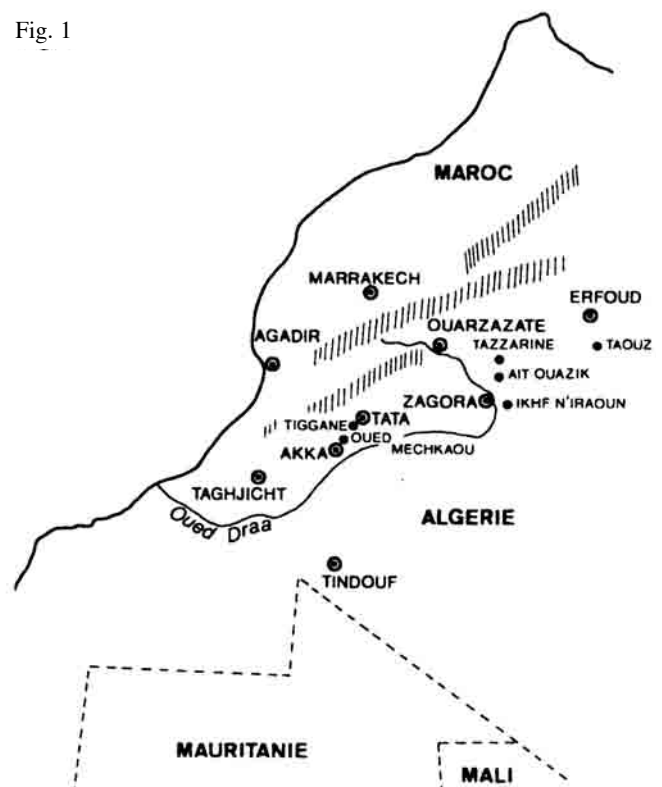 Fig. 1
MAROC
MARRAKECH
ERFOUD
AGADIR
OUARZAZATE
TAZZARINE
TAOUZ
AIT OUAZIK
ZAGORA
IKHF N'IRAOUN
TIGGANE
TATA
OUED
MECHKAOU
AKKA
TAGHJICHT
Oued Draa
ALGERIE
TINDOUF
MAURITANIE
MALI